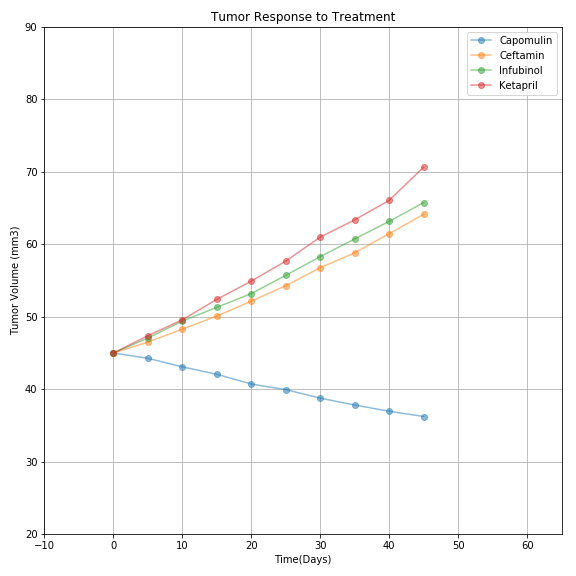 Tumor Response to Treatment
Capomulin
Ceftamin
Infubinol
Ketapril
Tumor Volume (mm3)
90
80
70
60
50
40
30
20
−10
0
10
20
30
40
50
60
Time(Days)